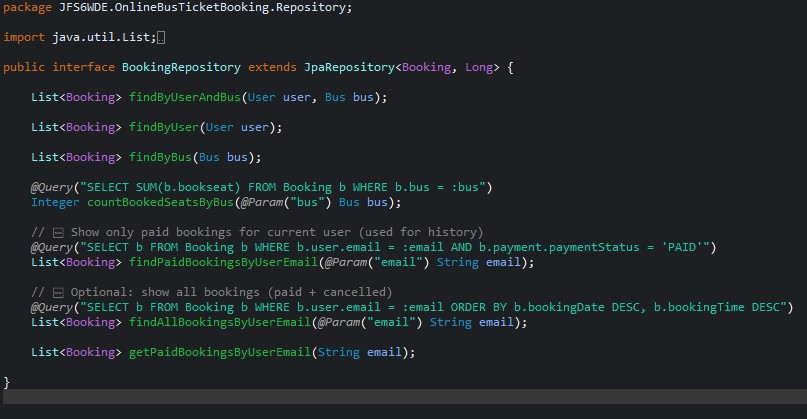 package JFS6WDE.OnlineBusTicketBooking.Repository;
import java.util.List;
public interface BookingRepository extends JpaRepository<Booking, Long> {
List<Booking> findByUserAndBus(User user, Bus bus);
List<Booking> findByUser(User user);
List<Booking> findByBus(Bus bus);
@Query("SELECT SUM(b.bookseat) FROM Booking b WHERE b.bus = :bus")
Integer countBookedSeatsByBus(@Param("bus") Bus bus);
// Show only paid bookings for current user (used for history)
@Query("SELECT b FROM Booking b WHERE b.user.email = :email AND b.payment.paymentStatus = 'PAID'")
List<Booking> findPaidBookingsByUserEmail(@Param("email") String email);
// Optional: show all bookings (paid + cancelled)
@Query("SELECT b FROM Booking b WHERE b.user.email = :email ORDER BY b.bookingDate DESC, b.bookingTime DESC")
List<Booking> findAllBookingsByUserEmail(@Param("email") String email);
List<Booking> getPaidBookingsByUserEmail(String email);
}